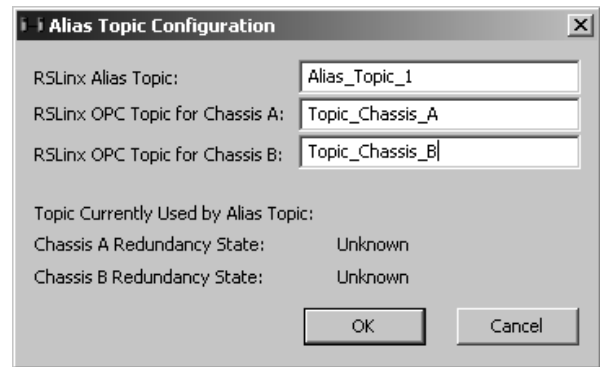 Alias Topic Configuration
RSLinx Alias Topic: Alias_Topic_1
RSLinx OPC Topic for Chassis A: Topic_Chassis_A
RSLinx OPC Topic for Chassis B: Topic_Chassis_B
Topic Currently Used by Alias Topic:
Chassis A Redundancy State: Unknown
Chassis B Redundancy State: Unknown
OK Cancel